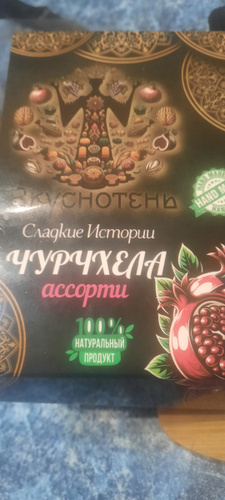 ВКУСНОТЕНЬ
HAND MADE
Сладкие Истории
ЧУРЧХЕЛА
ассорти
100%
НАТУРАЛЬНЫЙ
ПРОДУКТ